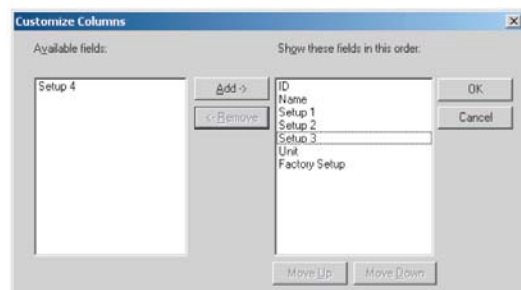 Customize Columns
Available fields:
Show these fields in this order:
Setup 4
Add ->
<- Remove
ID
Name
Setup 1
Setup 2
Setup 3
Unit
Factory Setup
OK
Cancel
Move Up
Move Down